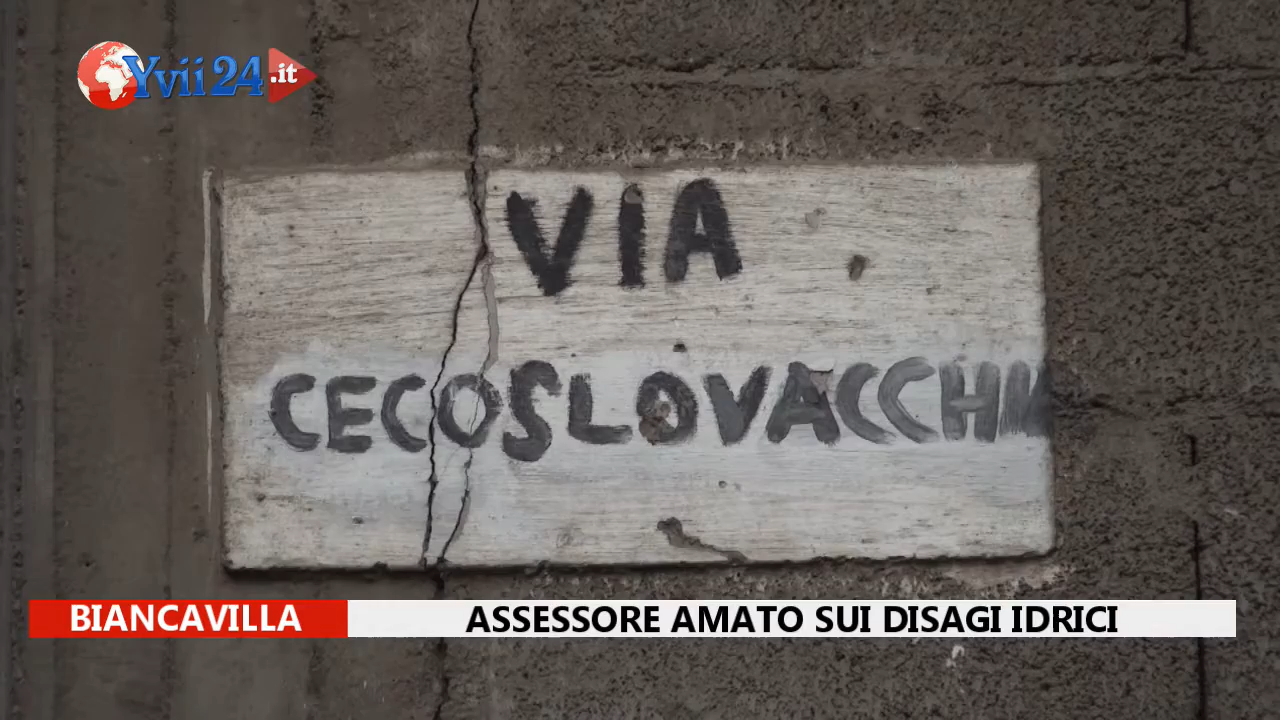 Yvii24.it
VIA
CECOSLOVACCHIA
BIANCAVILLA
ASSESSORE AMATO SUI DISAGI IDRICI